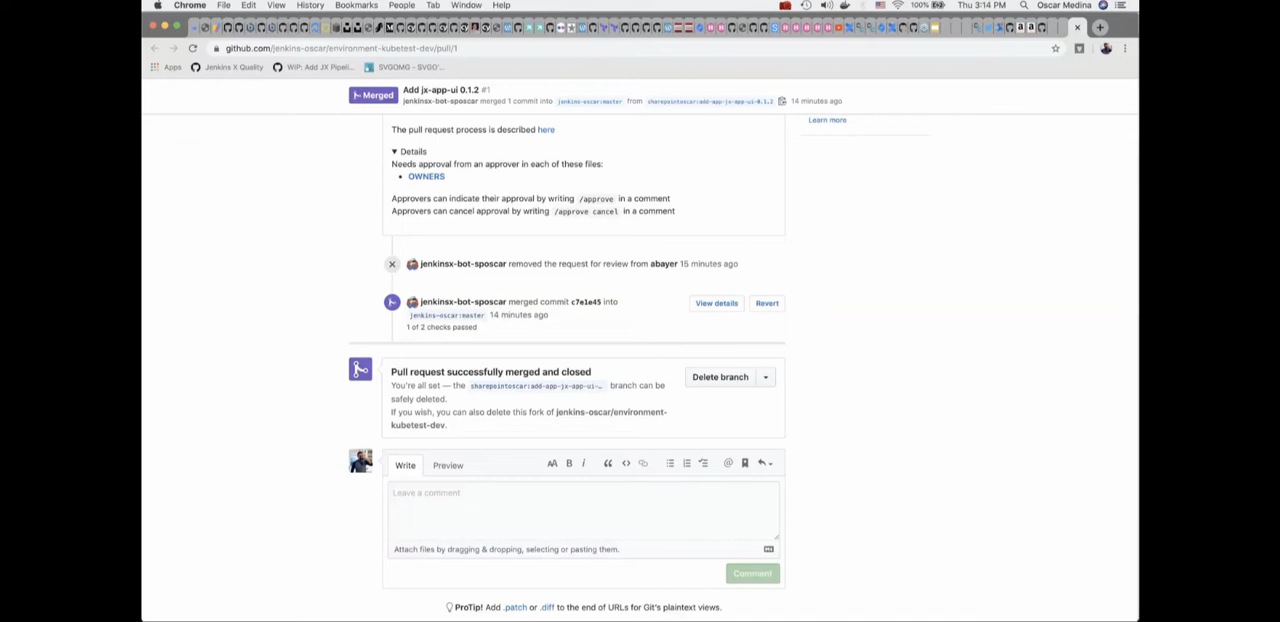 Chrome File Edit View History Bookmarks People Tab Window Help 100% Thu 3:14 PM Oscar Medina
github.com/jenkins-oscar/environment-kubetest-dev/pull/1
Apps Jenkins X Quality WIP: Add JX Pipeli... SVGOMG - SVGO'...
Merged Add jx-app-ui 0.1.2 #1
jenkinsx-bot-sposcar merged 1 commit into jenkins-oscar:master from sharepointoscar:add-app-jx-app-ui-0.1.2 14 minutes ago
Learn more
The pull request process is described here
Details
Needs approval from an approver in each of these files:
OWNERS
Approvers can indicate their approval by writing /approve in a comment
Approvers can cancel approval by writing /approve cancel in a comment
jenkinsx-bot-sposcar removed the request for review from abayer 15 minutes ago
jenkinsx-bot-sposcar merged commit c7e1e45 into
View details Revert
jenkins-oscar:master 14 minutes ago
1 of 2 checks passed
Pull request successfully merged and closed
Delete branch
You're all set — the sharepointoscar:add-app-jx-app-ui-… branch can be
safely deleted.
If you wish, you can also delete this fork of jenkins-oscar/environment-
kubetest-dev.
Write Preview AA B i
Leave a comment
Attach files by dragging & dropping, selecting or pasting them.
Comment
ProTip! Add .patch or .diff to the end of URLs for Git's plaintext views.